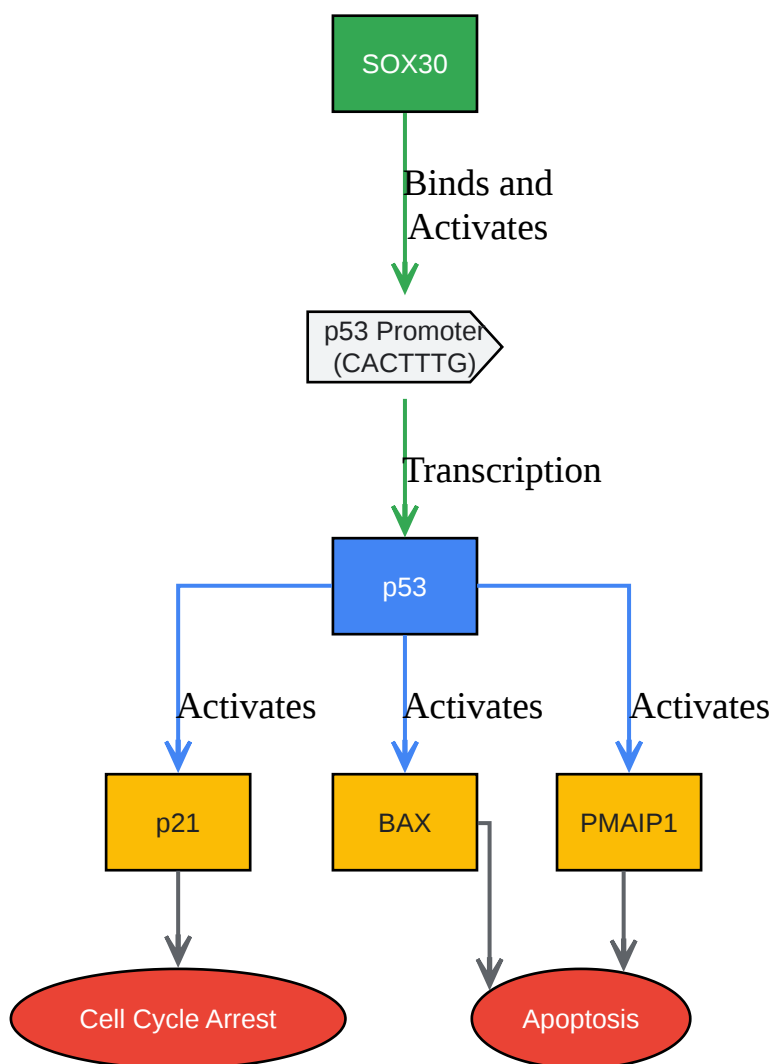 SOX30
Binds and
Activates
p53 Promoter
(CACTTTG)
Transcription
p53
Activates
Activates
Activates
p21
BAX
PMAIP1
Cell Cycle Arrest
Apoptosis